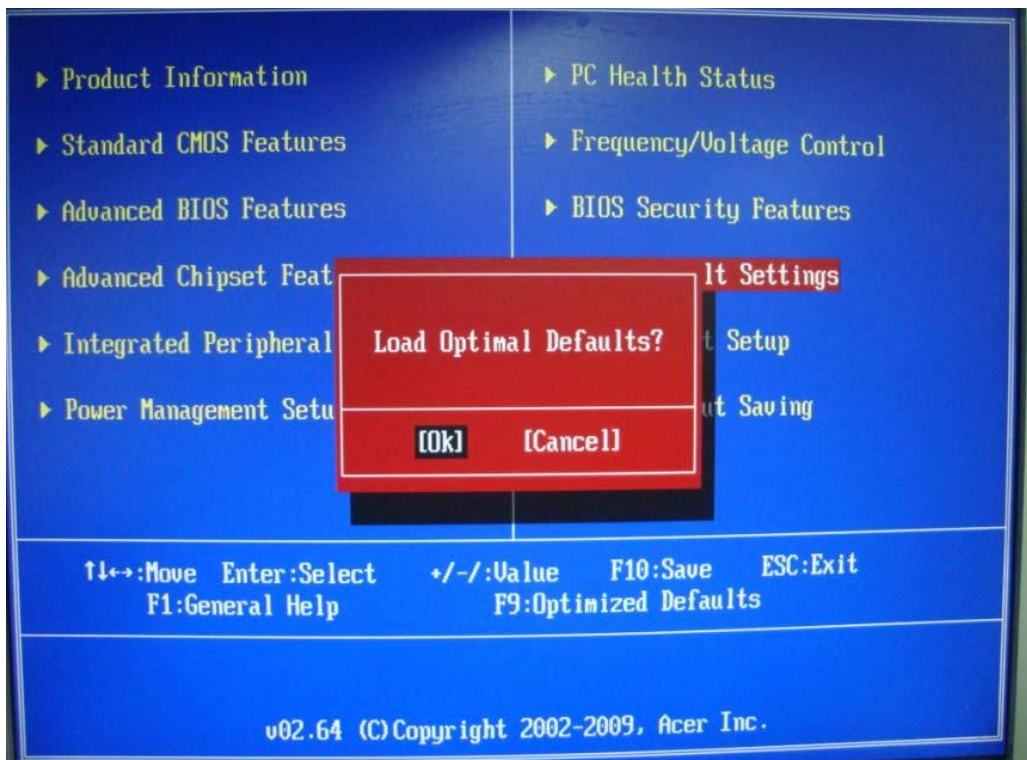 Product Information
Standard CMOS Features
Advanced BIOS Features
Advanced Chipset Feat
Integrated Peripheral
Power Management Setu
PC Health Status
Frequency/Voltage Control
BIOS Security Features
lt Settings
t Setup
ut Saving
Load Optimal Defaults?
[Ok] [Cancel]
↑↓←→:Move Enter:Select +/-/:Value F10:Save ESC:Exit
F1:General Help F9:Optimized Defaults
v02.64 (C)Copyright 2002-2009, Acer Inc.